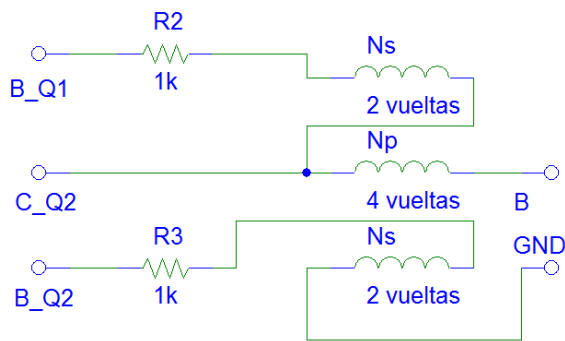 R2
Ns
B_Q1
1k
2 vueltas
Np
C_Q2
4 vueltas
B
R3
Ns
GND
B_Q2
1k
2 vueltas